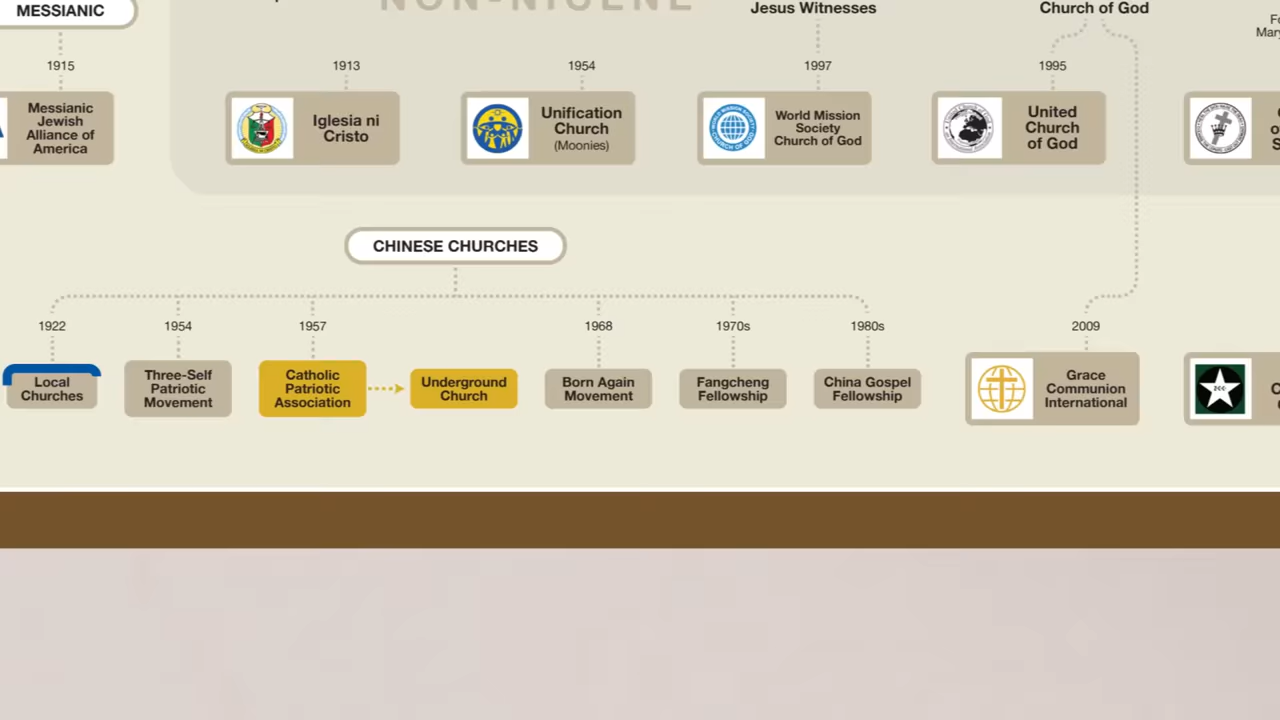 MESSIANIC
NON-NICENE
Jesus Witnesses
Church of God
1915
1913
1954
1997
1995
Messianic
Jewish
Alliance of
America
Iglesia ni
Cristo
Unification
Church
(Moonies)
World Mission
Society
Church of God
United
Church
of God
CHINESE CHURCHES
1922
1954
1957
1968
1970s
1980s
2009
Local
Churches
Three-Self
Patriotic
Movement
Catholic
Patriotic
Association
Underground
Church
Born Again
Movement
Fangcheng
Fellowship
China Gospel
Fellowship
Grace
Communion
International